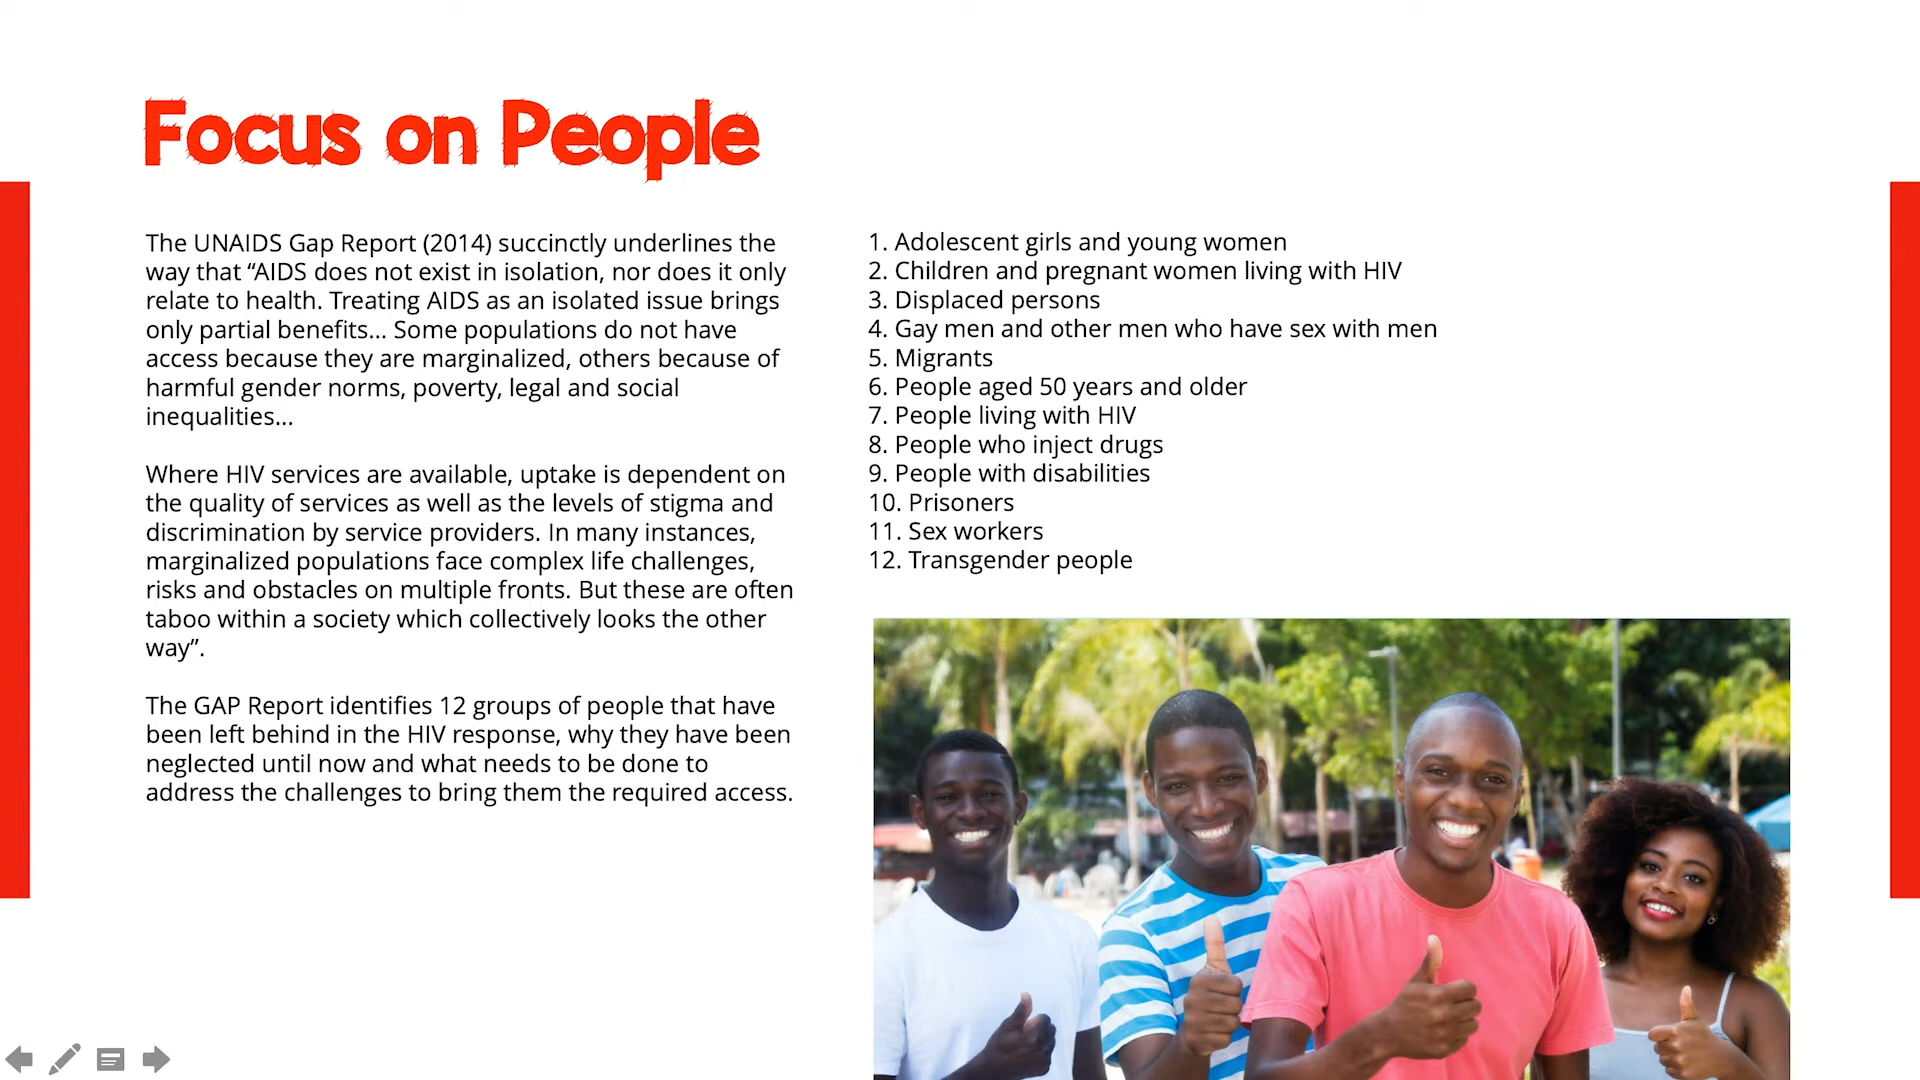 Focus on People
The UNAIDS Gap Report (2014) succinctly underlines the
way that “AIDS does not exist in isolation, nor does it only
relate to health. Treating AIDS as an isolated issue brings
only partial benefits... Some populations do not have
access because they are marginalized, others because of
harmful gender norms, poverty, legal and social
inequalities...
Where HIV services are available, uptake is dependent on
the quality of services as well as the levels of stigma and
discrimination by service providers. In many instances,
marginalized populations face complex life challenges,
risks and obstacles on multiple fronts. But these are often
taboo within a society which collectively looks the other
way”.
The GAP Report identifies 12 groups of people that have
been left behind in the HIV response, why they have been
neglected until now and what needs to be done to
address the challenges to bring them the required access.
1. Adolescent girls and young women
2. Children and pregnant women living with HIV
3. Displaced persons
4. Gay men and other men who have sex with men
5. Migrants
6. People aged 50 years and older
7. People living with HIV
8. People who inject drugs
9. People with disabilities
10. Prisoners
11. Sex workers
12. Transgender people